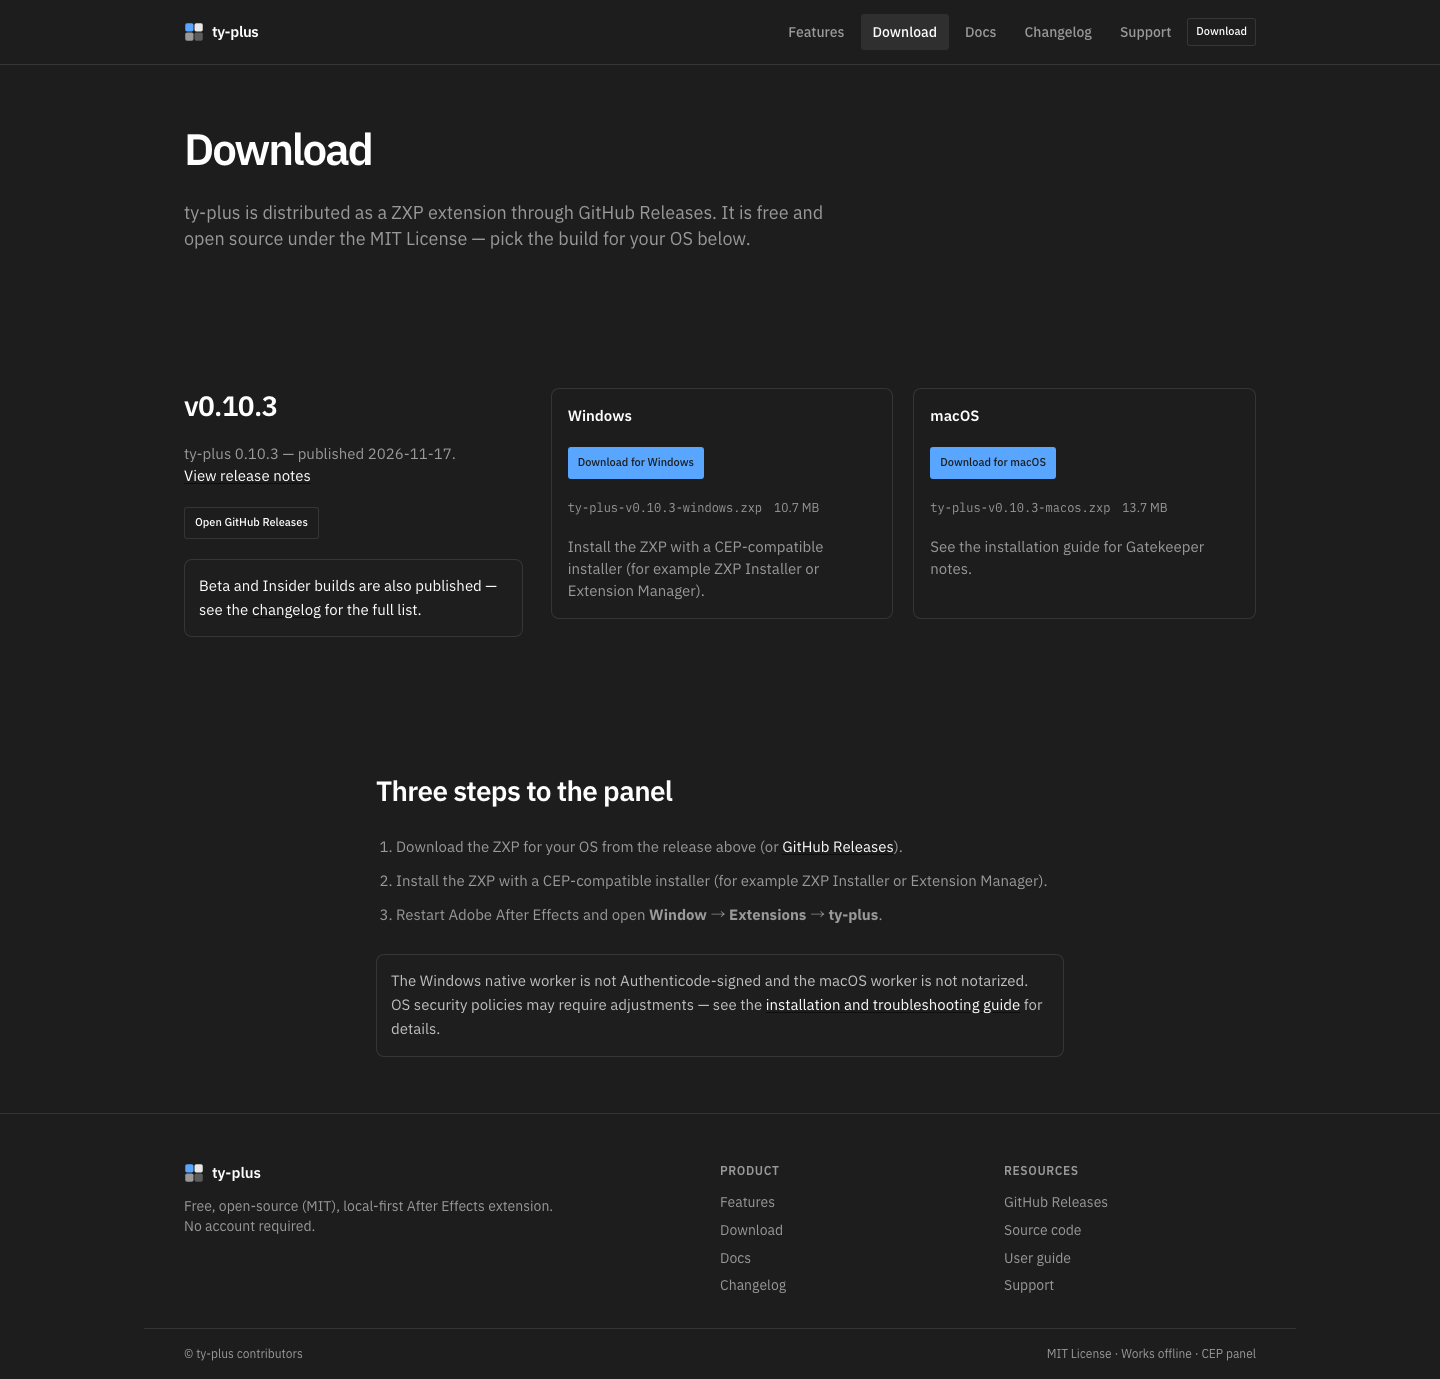 ty-plus
Features
Download
Docs
Changelog
Support
Download
Download
ty-plus is distributed as a ZXP extension through GitHub Releases. It is free and
open source under the MIT License — pick the build for your OS below.
v0.10.3
ty-plus 0.10.3 — published 2026-11-17.
View release notes
Open GitHub Releases
Beta and Insider builds are also published —
see the changelog for the full list.
Windows
Download for Windows
ty-plus-v0.10.3-windows.zxp 10.7 MB
Install the ZXP with a CEP-compatible
installer (for example ZXP Installer or
Extension Manager).
macOS
Download for macOS
ty-plus-v0.10.3-macos.zxp 13.7 MB
See the installation guide for Gatekeeper
notes.
Three steps to the panel
1. Download the ZXP for your OS from the release above (or GitHub Releases).
2. Install the ZXP with a CEP-compatible installer (for example ZXP Installer or Extension Manager).
3. Restart Adobe After Effects and open Window → Extensions → ty-plus.
The Windows native worker is not Authenticode-signed and the macOS worker is not notarized.
OS security policies may require adjustments — see the installation and troubleshooting guide for
details.
ty-plus
Free, open-source (MIT), local-first After Effects extension.
No account required.
PRODUCT
Features
Download
Docs
Changelog
RESOURCES
GitHub Releases
Source code
User guide
Support
© ty-plus contributors
MIT License · Works offline · CEP panel